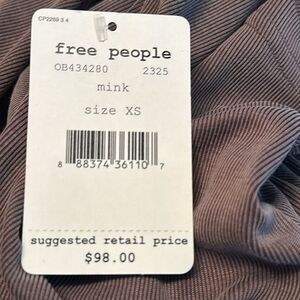 CP2269 3 4
free people
OB434280 2325
mink
size XS
8 88374 36110 7
suggested retail price
$98.00